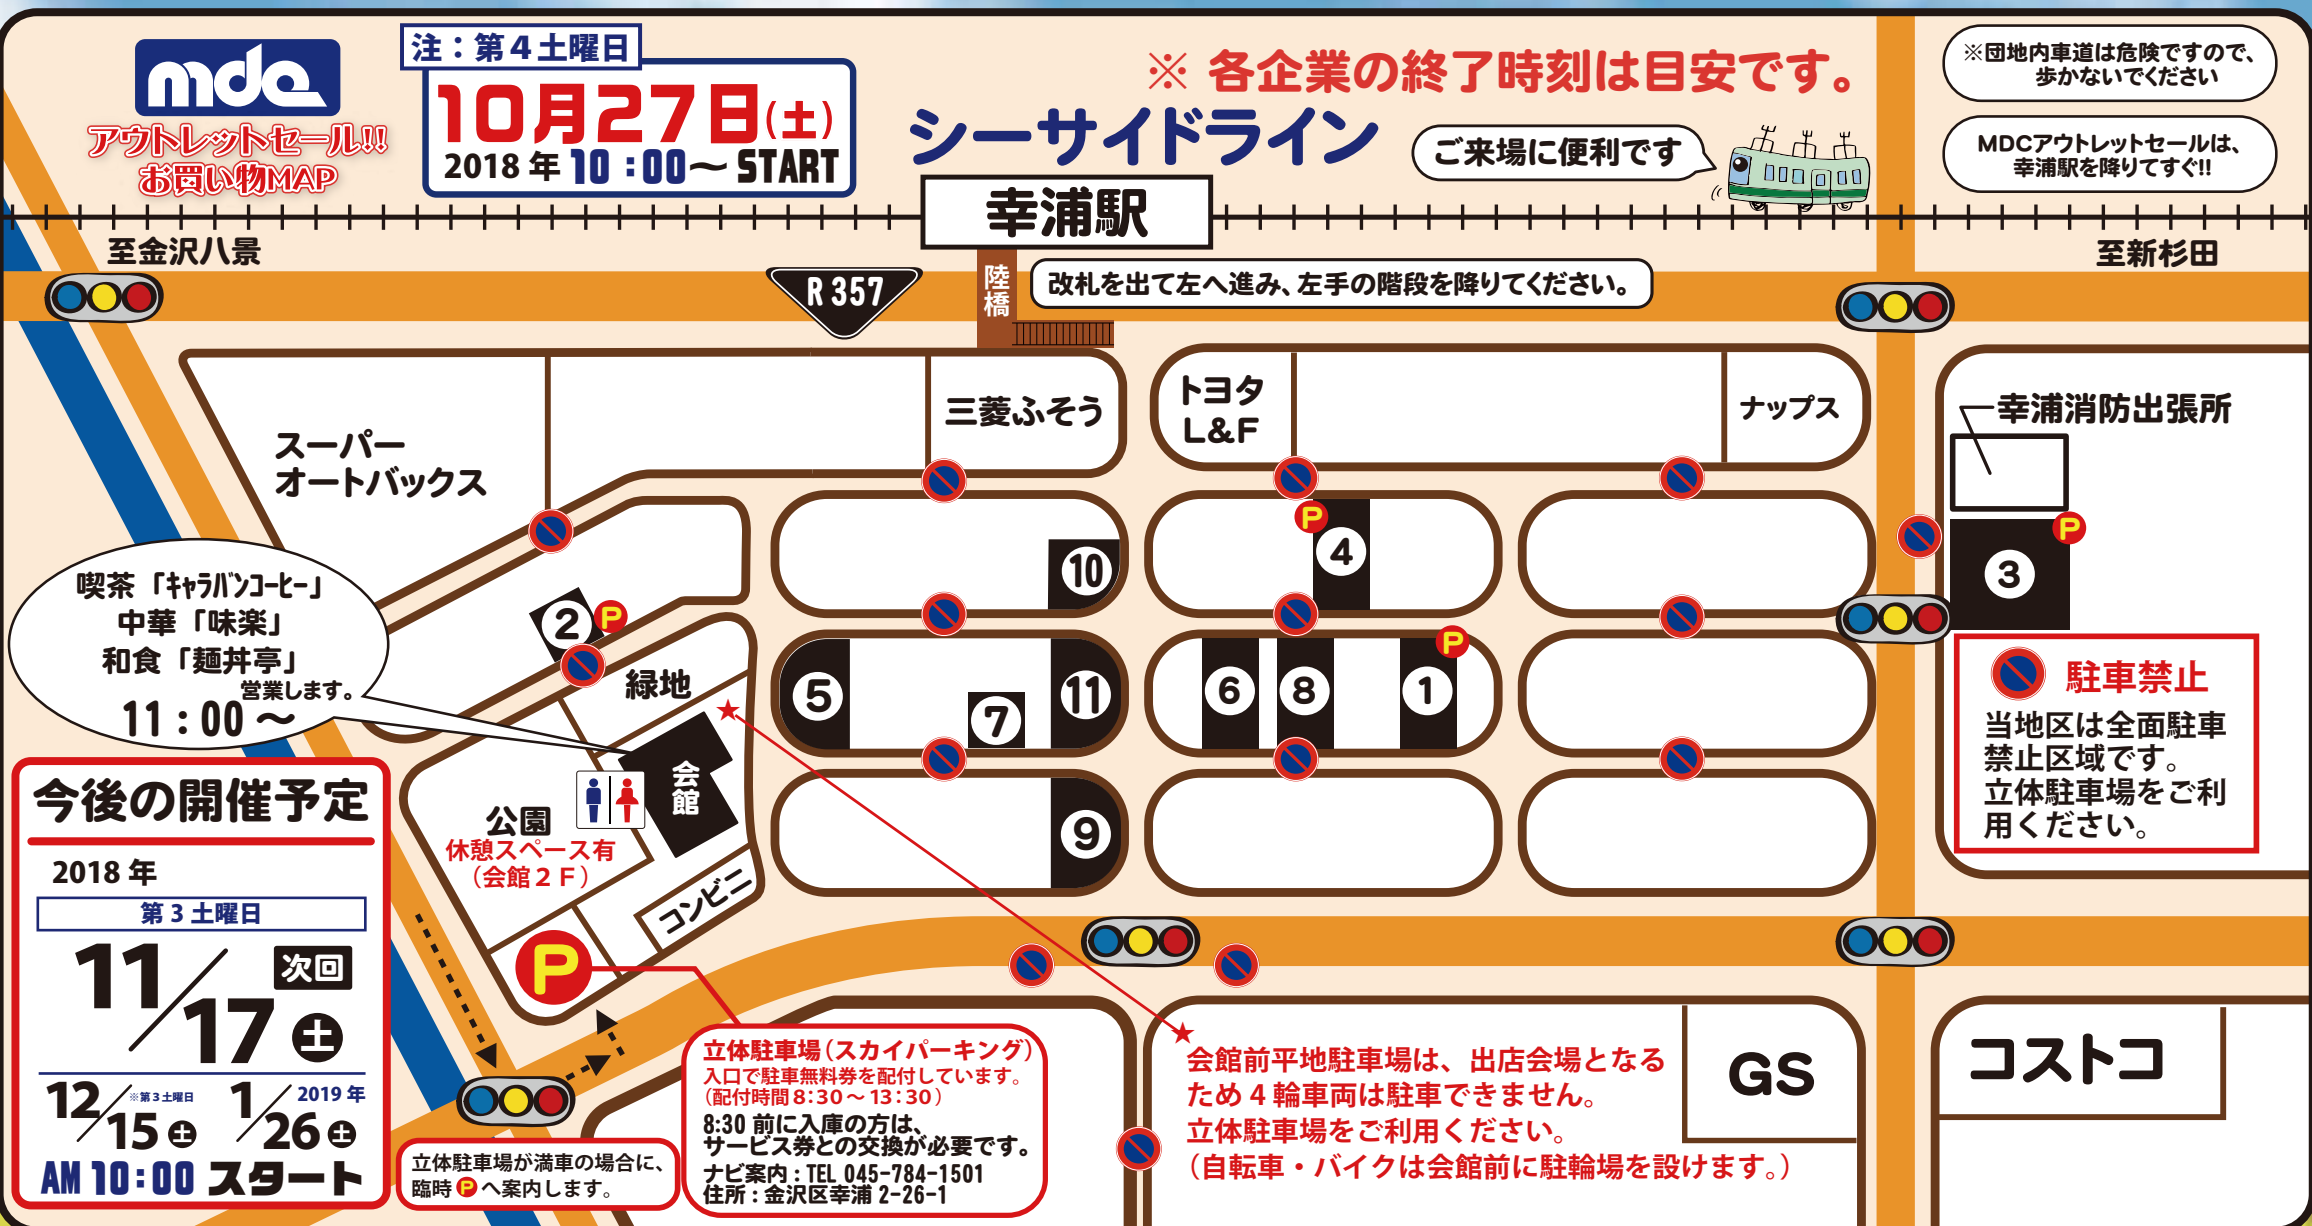 mdc
アウトレットセール!!
お買い物MAP
注：第４土曜日
10月27日(土)
2018 年 10：00～ START
※ 各企業の終了時刻は目安です。
シーサイドライン
ご来場に便利です
※団地内車道は危険ですので、
歩かないでください
MDCアウトレットセールは、
幸浦駅を降りてすぐ!!
幸浦駅
至金沢八景
至新杉田
R 357
陸橋
改札を出て左へ進み、左手の階段を降りてください。
スーパー
オートバックス
三菱ふそう
トヨタ
L&F
ナップス
幸浦消防出張所
P
4
10
3
P
2
P
喫茶「キャラバンコーヒー」
中華「味楽」
和食「麺丼亭」
営業します。
11：00～
緑地
5
7
11
6
8
1
P
駐車禁止
当地区は全面駐車
禁止区域です。
立体駐車場をご利
用ください。
会館
公園
休憩スペース有
（会館２Ｆ）
コンビニ
9
P
今後の開催予定
2018 年
第 3 土曜日
11／17 土
次回
12／15 土
※第３土曜日
1／26 土
2019 年
AM 10：00 スタート
立体駐車場が満車の場合に、
臨時 P へ案内します。
立体駐車場（スカイパーキング）
入口で駐車無料券を配付しています。
（配付時間 8：30～13：30）
8:30 前に入庫の方は、
サービス券との交換が必要です。
ナビ案内：TEL 045-784-1501
住所：金沢区幸浦 2-26-1
★
会館前平地駐車場は、出店会場となる
ため 4 輪車両は駐車できません。
立体駐車場をご利用ください。
（自転車・バイクは会館前に駐輪場を設けます。）
GS
コストコ